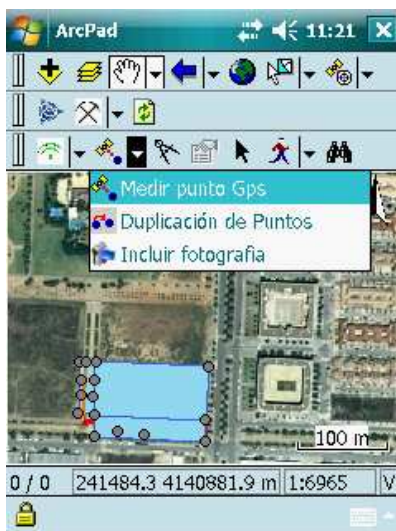 ArcPad 11:21
Medir punto Gps
Duplicación de Puntos
Incluir fotografia
100 m
0 / 0 241484.3 4140881.9 m 1:6965 V